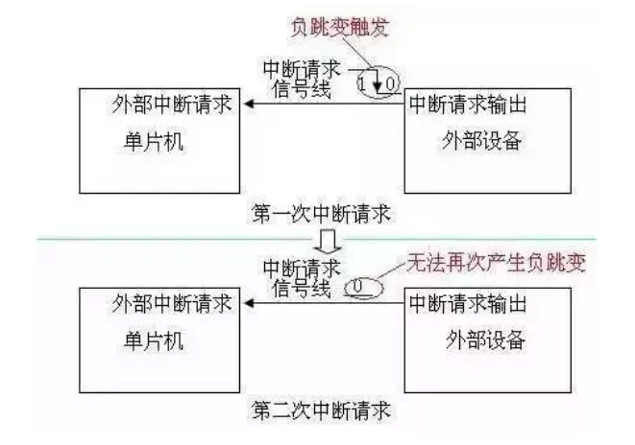 负跳变触发
中断请求
信号线
1 0
外部中断请求
单片机
中断请求输出
外部设备
第一次中断请求
中断请求
信号线
0
无法再次产生负跳变
外部中断请求
单片机
中断请求输出
外部设备
第二次中断请求